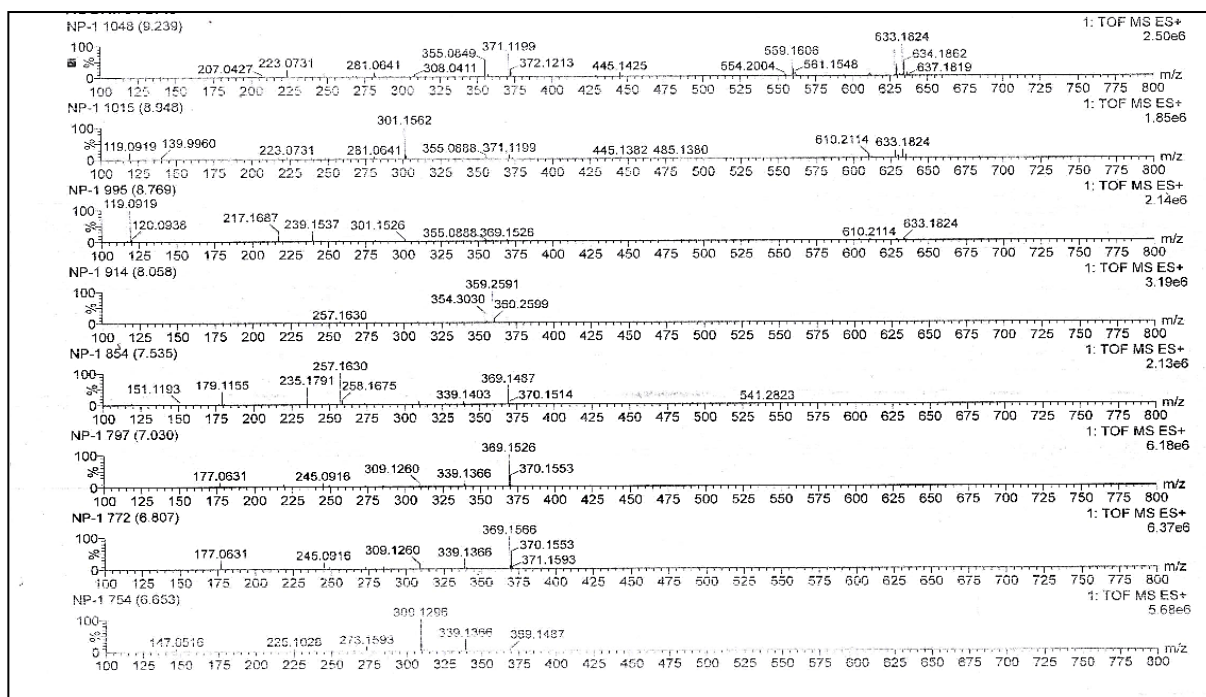 NP-1 1048 (9.239)
1: TOF MS ES+
2.50e6
100
%
0
207.0427 223.0731 281.0641 308.0411 355.0849 371.1199 372.1213 445.1425 554.2004 559.1606 561.1548 633.1824 634.1862 637.1819
m/z
100 125 150 175 200 225 250 275 300 325 350 375 400 425 450 475 500 525 550 575 600 625 650 675 700 725 750 775 800
NP-1 1015 (8.948)
1: TOF MS ES+
1.85e6
100
%
0
119.0919 139.9960 223.0731 281.0641 301.1562 355.0888 371.1199 445.1382 485.1380 610.2114 633.1824
m/z
100 125 150 175 200 225 250 275 300 325 350 375 400 425 450 475 500 525 550 575 600 625 650 675 700 725 750 775 800
NP-1 995 (8.769)
1: TOF MS ES+
2.14e6
100
%
0
119.0919 120.0938 217.1687 239.1537 301.1526 355.0888 369.1526 610.2114 633.1824
m/z
100 125 150 175 200 225 250 275 300 325 350 375 400 425 450 475 500 525 550 575 600 625 650 675 700 725 750 775 800
NP-1 914 (8.058)
1: TOF MS ES+
3.19e6
100
%
0
257.1630 354.3030 359.2591 360.2599
m/z
100 125 150 175 200 225 250 275 300 325 350 375 400 425 450 475 500 525 550 575 600 625 650 675 700 725 750 775 800
NP-1 854 (7.535)
1: TOF MS ES+
2.13e6
100
%
0
151.1193 179.1155 235.1791 257.1630 258.1675 339.1403 369.1487 370.1514 541.2823
m/z
100 125 150 175 200 225 250 275 300 325 350 375 400 425 450 475 500 525 550 575 600 625 650 675 700 725 750 775 800
NP-1 797 (7.030)
1: TOF MS ES+
6.18e6
100
%
0
177.0631 245.0916 309.1260 339.1366 369.1526 370.1553
m/z
100 125 150 175 200 225 250 275 300 325 350 375 400 425 450 475 500 525 550 575 600 625 650 675 700 725 750 775 800
NP-1 772 (6.807)
1: TOF MS ES+
6.37e6
100
%
0
177.0631 245.0916 309.1260 339.1366 369.1566 370.1553 371.1593
m/z
100 125 150 175 200 225 250 275 300 325 350 375 400 425 450 475 500 525 550 575 600 625 650 675 700 725 750 775 800
NP-1 754 (6.653)
1: TOF MS ES+
5.68e6
100
%
0
147.0516 225.1028 273.1593 309.1296 339.1366 369.1487
m/z
100 125 150 175 200 225 250 275 300 325 350 375 400 425 450 475 500 525 550 575 600 625 650 675 700 725 750 775 800